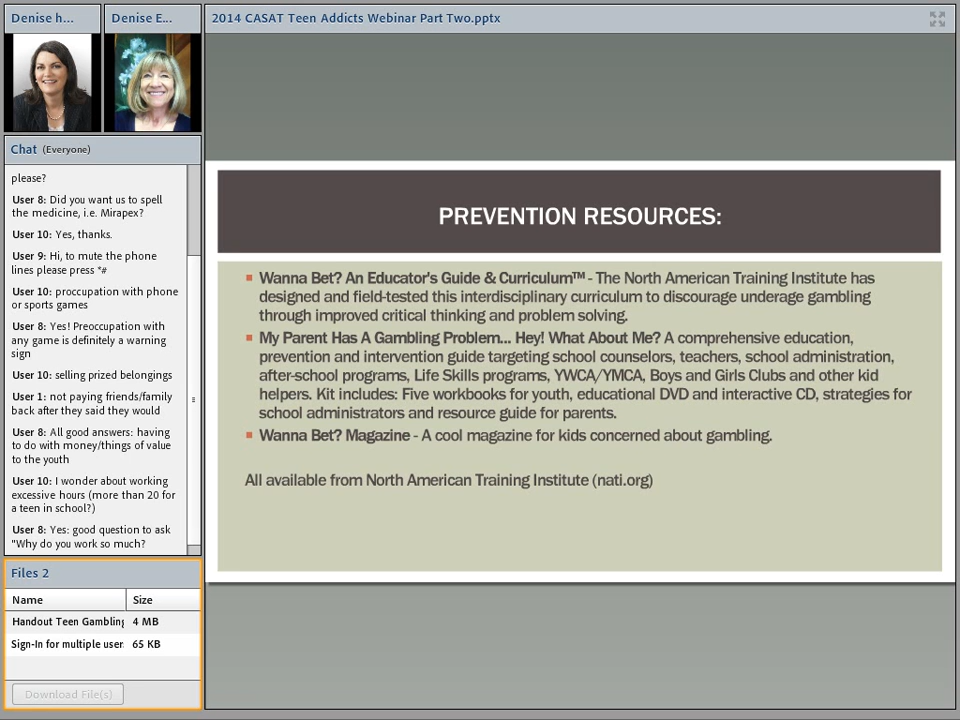 Denise h...
Denise E...
2014 CASAT Teen Addicts Webinar Part Two.pptx
Chat (Everyone)
please?
User 8: Did you want us to spell
the medicine, i.e. Mirapex?
User 10: Yes, thanks.
User 9: Hi, to mute the phone
lines please press *#
User 10: proccupation with phone
or sports games
User 8: Yes! Preoccupation with
any game is definitely a warning
sign
User 10: selling prized belongings
User 1: not paying friends/family
back after they said they would
User 8: All good answers: having
to do with money/things of value
to the youth
User 10: I wonder about working
excessive hours (more than 20 for
a teen in school?)
User 8: Yes: good question to ask
"Why do you work so much?
Files 2
Name Size
Handout Teen Gambling 4 MB
Sign-In for multiple user 65 KB
Download File(s)
PREVENTION RESOURCES:
Wanna Bet? An Educator's Guide & Curriculum™ - The North American Training Institute has
designed and field-tested this interdisciplinary curriculum to discourage underage gambling
through improved critical thinking and problem solving.
My Parent Has A Gambling Problem... Hey! What About Me? A comprehensive education,
prevention and intervention guide targeting school counselors, teachers, school administration,
after-school programs, Life Skills programs, YWCA/YMCA, Boys and Girls Clubs and other kid
helpers. Kit includes: Five workbooks for youth, educational DVD and interactive CD, strategies for
school administrators and resource guide for parents.
Wanna Bet? Magazine - A cool magazine for kids concerned about gambling.
All available from North American Training Institute (nati.org)